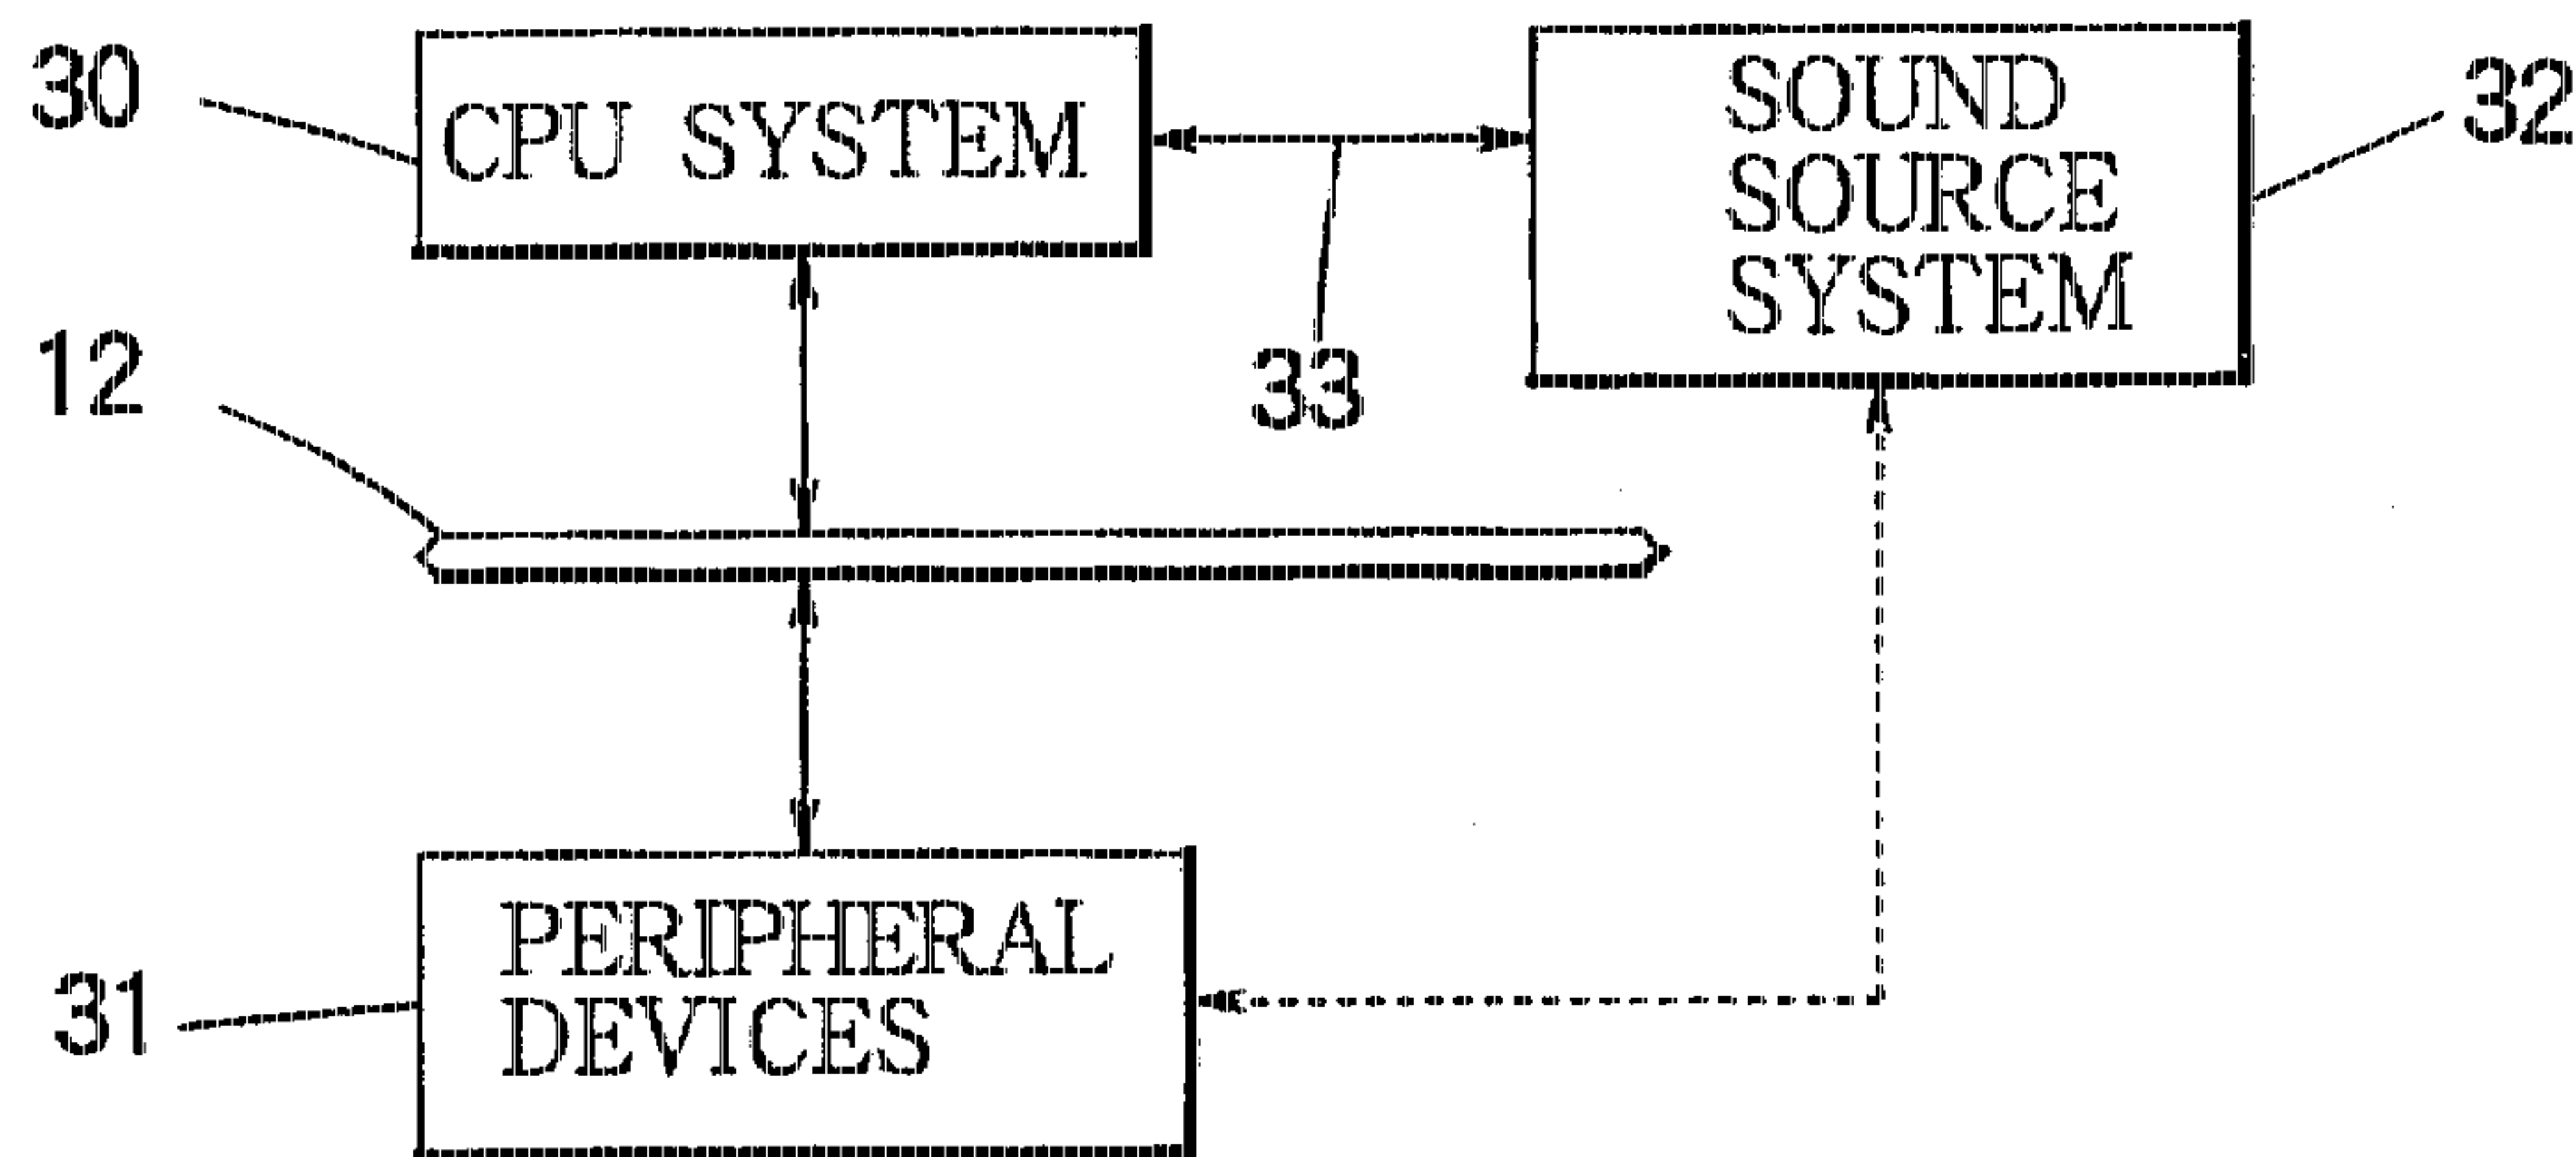 30
CPU SYSTEM
SOUND
SOURCE
SYSTEM
32
12
33
31
PERIPHERAL
DEVICES